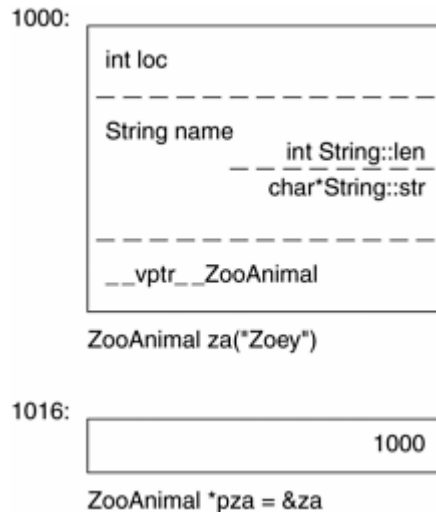 1000:
int loc
String name
int String::len
char*String::str
__vptr__ZooAnimal
ZooAnimal za("Zoey")
1016:
1000
ZooAnimal *pza = &za